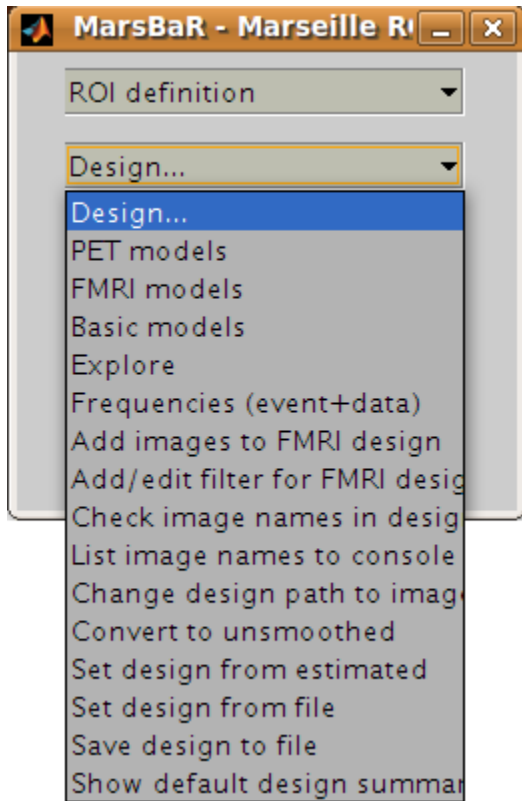 MarsBaR - Marseille R
ROI definition
Design...
Design...
PET models
FMRI models
Basic models
Explore
Frequencies (event+data)
Add images to FMRI design
Add/edit filter for FMRI desig
Check image names in desig
List image names to console
Change design path to imag
Convert to unsmoothed
Set design from estimated
Set design from file
Save design to file
Show default design summar